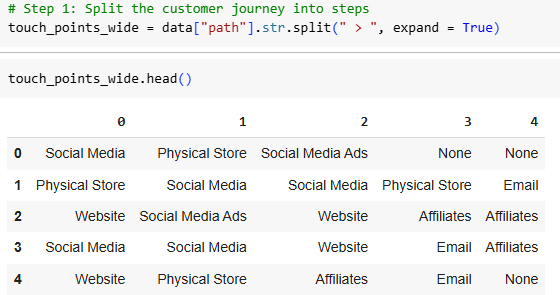 # Step 1: Split the customer journey into steps
touch_points_wide = data["path"].str.split(" > ", expand = True)
touch_points_wide.head()
0 1 2 3 4
0 Social Media Physical Store Social Media Ads None None
1 Physical Store Social Media Social Media Physical Store Email
2 Website Social Media Ads Website Affiliates Affiliates
3 Social Media Social Media Website Email Affiliates
4 Website Physical Store Affiliates Email None